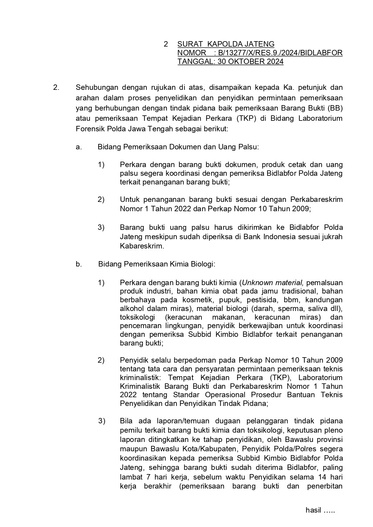 2 SURAT KAPOLDA JATENG
NOMOR : B/13277/X/RES.9./2024/BIDLABFOR
TANGGAL: 30 OKTOBER 2024
2. Sehubungan dengan rujukan di atas, disampaikan kepada Ka. petunjuk dan
arahan dalam proses penyelidikan dan penyidikan permintaan pemeriksaan
yang berhubungan dengan tindak pidana baik pemeriksaan Barang Bukti (BB)
atau pemeriksaan Tempat Kejadian Perkara (TKP) di Bidang Laboratorium
Forensik Polda Jawa Tengah sebagai berikut:
a. Bidang Pemeriksaan Dokumen dan Uang Palsu:
1) Perkara dengan barang bukti dokumen, produk cetak dan uang
palsu segera koordinasi dengan pemeriksa Bidlabfor Polda Jateng
terkait penanganan barang bukti;
2) Untuk penanganan barang bukti sesuai dengan Perkabareskrim
Nomor 1 Tahun 2022 dan Perkap Nomor 10 Tahun 2009;
3) Barang bukti uang palsu harus dikirimkan ke Bidlabfor Polda
Jateng meskipun sudah diperiksa di Bank Indonesia sesuai jukrah
Kabareskrim.
b. Bidang Pemeriksaan Kimia Biologi:
1) Perkara dengan barang bukti kimia (Unknown material, pemalsuan
produk industri, bahan kimia obat pada jamu tradisional, bahan
berbahaya pada kosmetik, pupuk, pestisida, bbm, kandungan
alkohol dalam miras), material biologi (darah, sperma, saliva dll),
toksikologi (keracunan makanan, keracunan miras) dan
pencemaran lingkungan, penyidik berkewajiban untuk koordinasi
dengan pemeriksa Subbid Kimbio Bidlabfor terkait penanganan
barang bukti;
2) Penyidik selalu berpedoman pada Perkap Nomor 10 Tahun 2009
tentang tata cara dan persyaratan permintaan pemeriksaan teknis
kriminalistik: Tempat Kejadian Perkara (TKP), Laboratorium
Kriminalistik Barang Bukti dan Perkabareskrim Nomor 1 Tahun
2022 tentang Standar Operasional Prosedur Bantuan Teknis
Penyelidikan dan Penyidikan Tindak Pidana;
3) Bila ada laporan/temuan dugaan pelanggaran tindak pidana
pemilu terkait barang bukti kimia dan toksikologi, keputusan pleno
laporan ditingkatkan ke tahap penyidikan, oleh Bawaslu provinsi
maupun Bawaslu Kota/Kabupaten, Penyidik Polda/Polres segera
koordinasikan kepada pemeriksa Subbid Kimbio Bidlabfor Polda
Jateng, sehingga barang bukti sudah diterima Bidlabfor, paling
lambat 7 hari kerja, sebelum waktu Penyidikan selama 14 hari
kerja berakhir (pemeriksaan barang bukti dan penerbitan
hasil .....